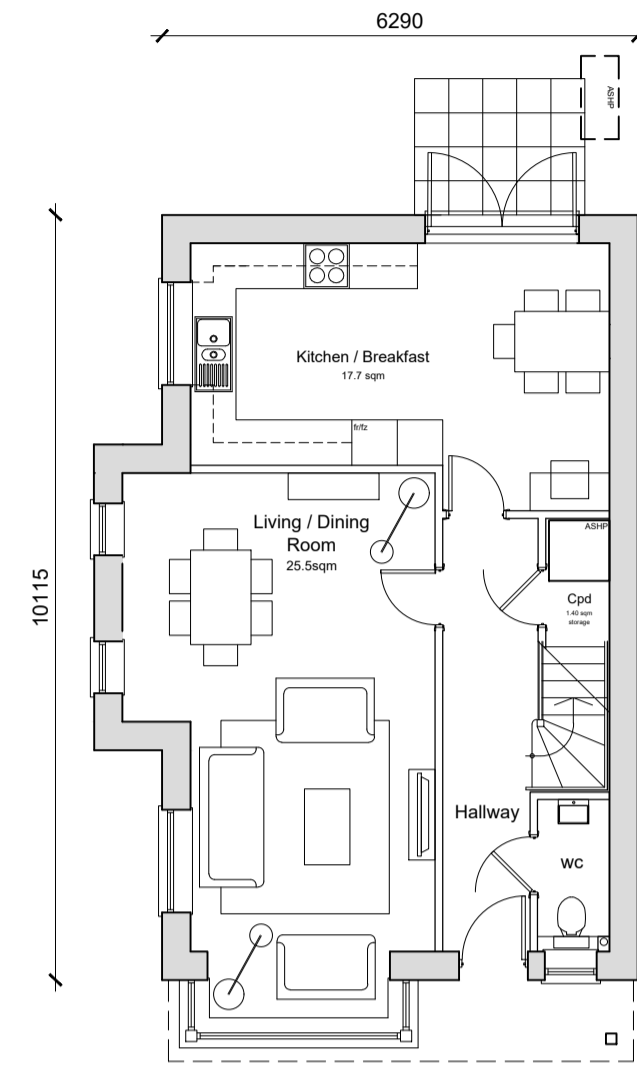 6290
ASHP
Kitchen / Breakfast
17.7 sqm
fr/fz
10115
Living / Dining
Room
25.5sqm
ASHP
Cpd
1.40 sqm
storage
Hallway
WC